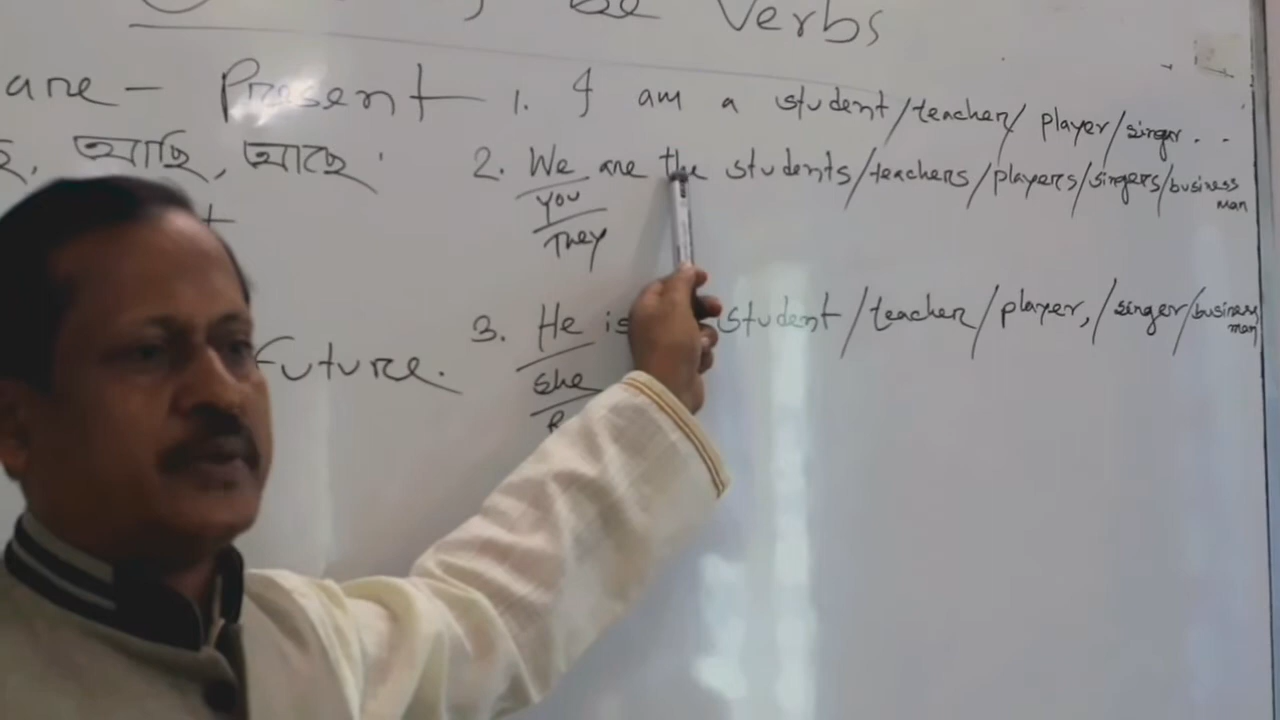 Be Verbs
are - Present
আছি, আছে
1. I am a student/teacher/player/singer...
2. We are the students/teachers/players/singers/business man
You
They
3. He is student/teacher/player,/singer/business man
She
Future.